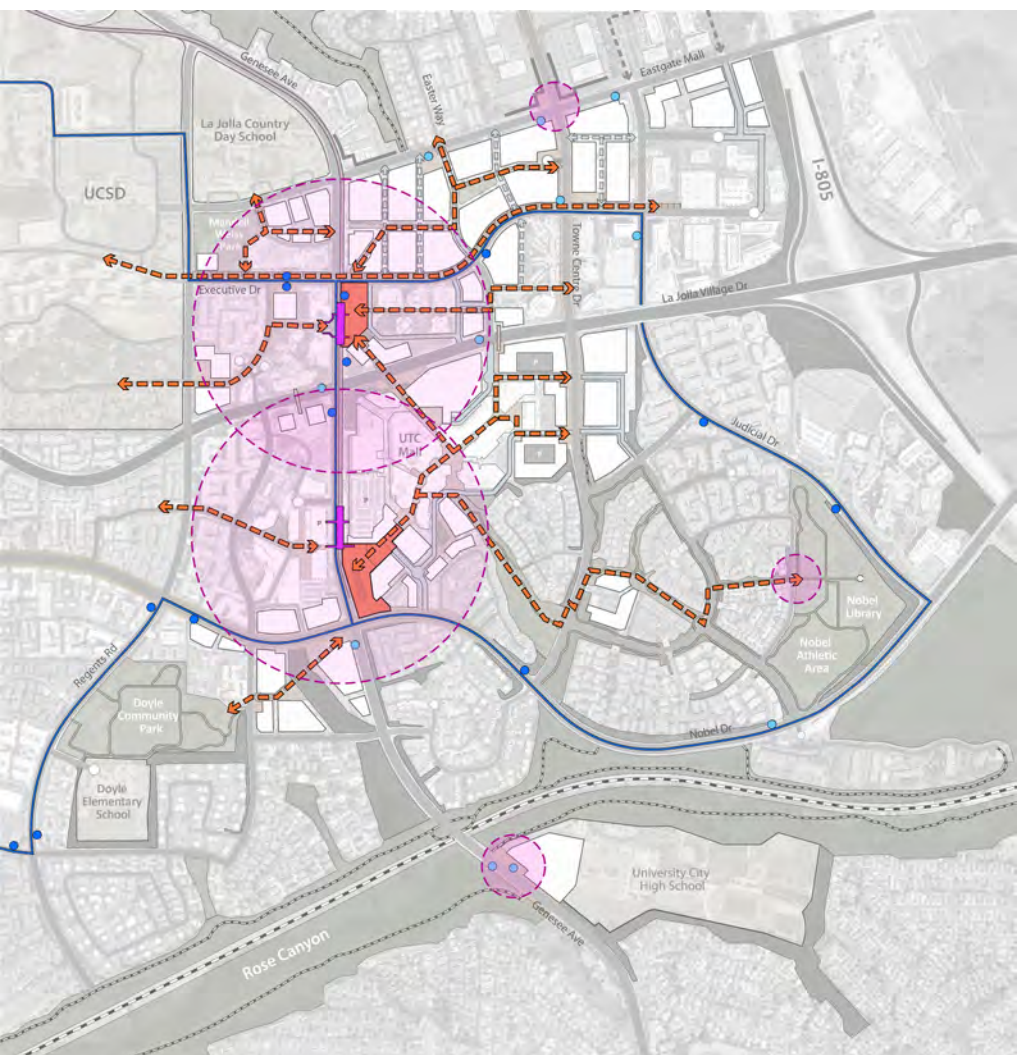 Genesee Ave
Easter Way
Eastgate Mall
La Jolla Country
Day School
I-805
UCSD
Park
Towne Centre Dr
Executive Dr
La Jolla Village Dr
UTC
Mall
Judicial Dr
P
P
P
P
Nobel
Library
Nobel
Athletic
Area
Regents Rd
Doyle
Community
Park
Nobel Dr
Doyle
Elementary
School
University City
High School
Genesee Ave
Rose Canyon